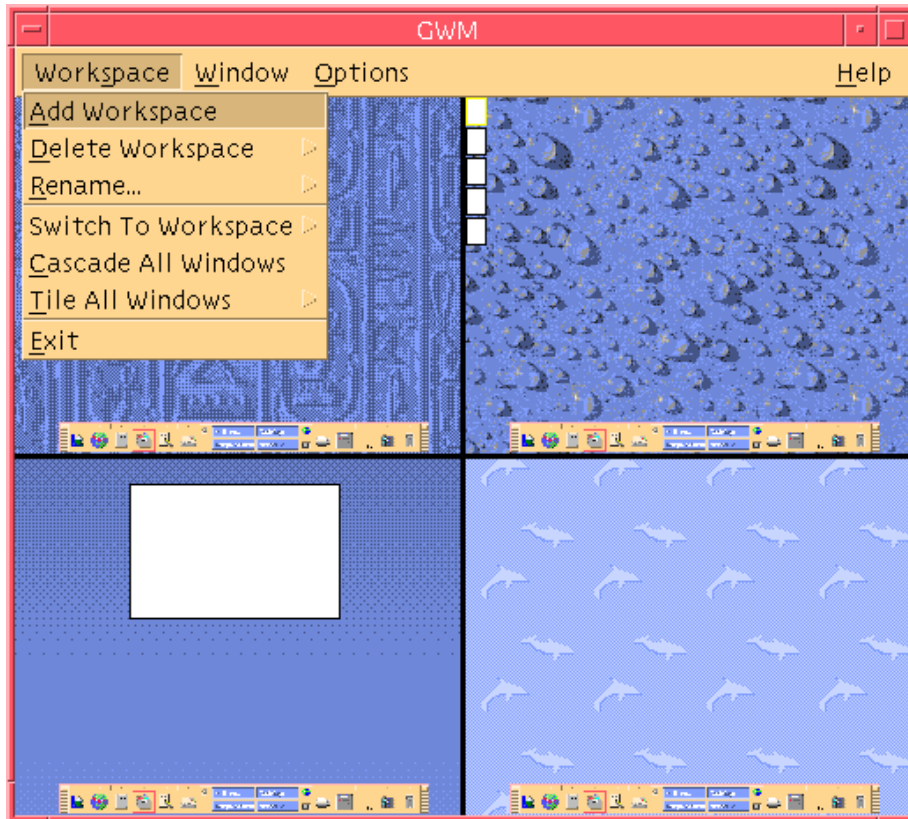 GWM
Workspace Window Options Help
Add Workspace
Delete Workspace
Rename...
Switch To Workspace
Cascade All Windows
Tile All Windows
Exit